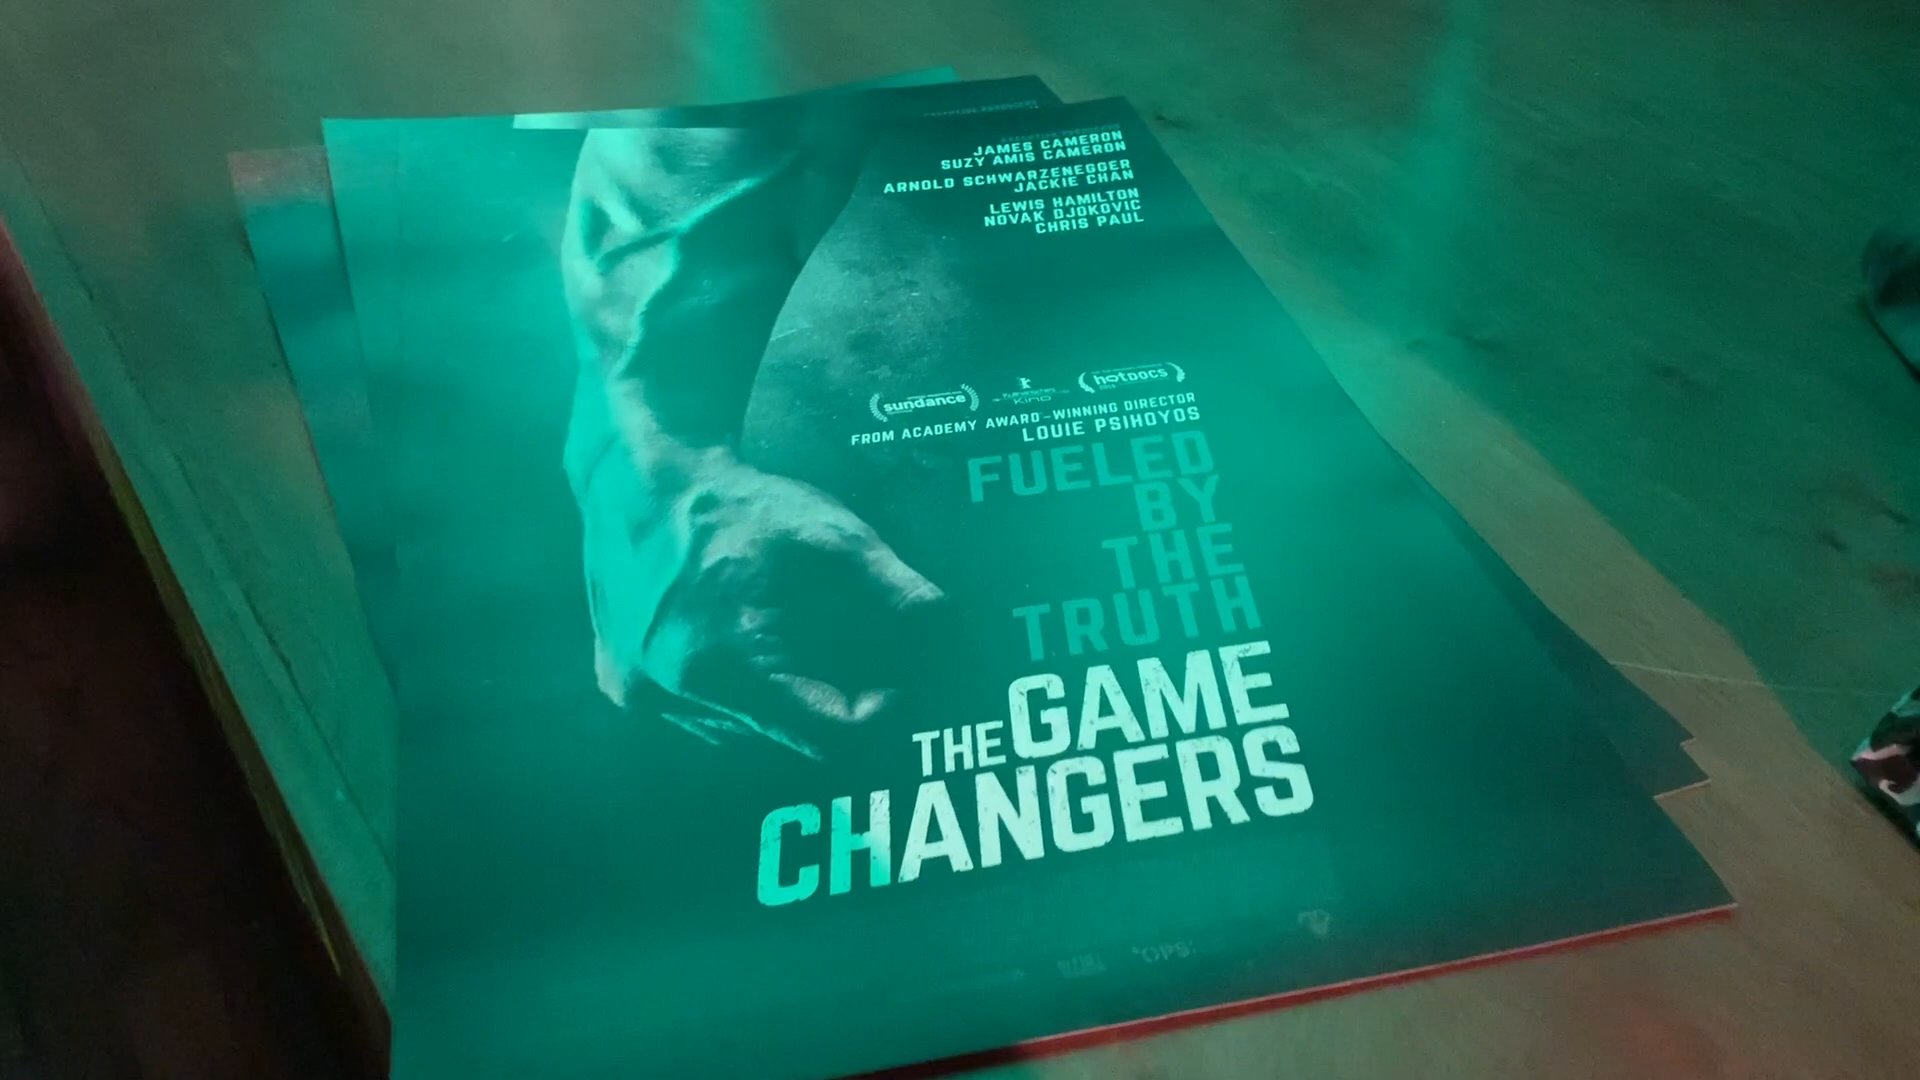 JAMES CAMERON
SUZY AMIS CAMERON
ARNOLD SCHWARZENEGGER
JACKIE CHAN
LEWIS HAMILTON
NOVAK DJOKOVIC
CHRIS PAUL
sundance
KINO
hotDOCS
FROM ACADEMY AWARD-WINNING DIRECTOR
LOUIE PSIHOYOS
FUELED
BY
THE
TRUTH
THE GAME
CHANGERS